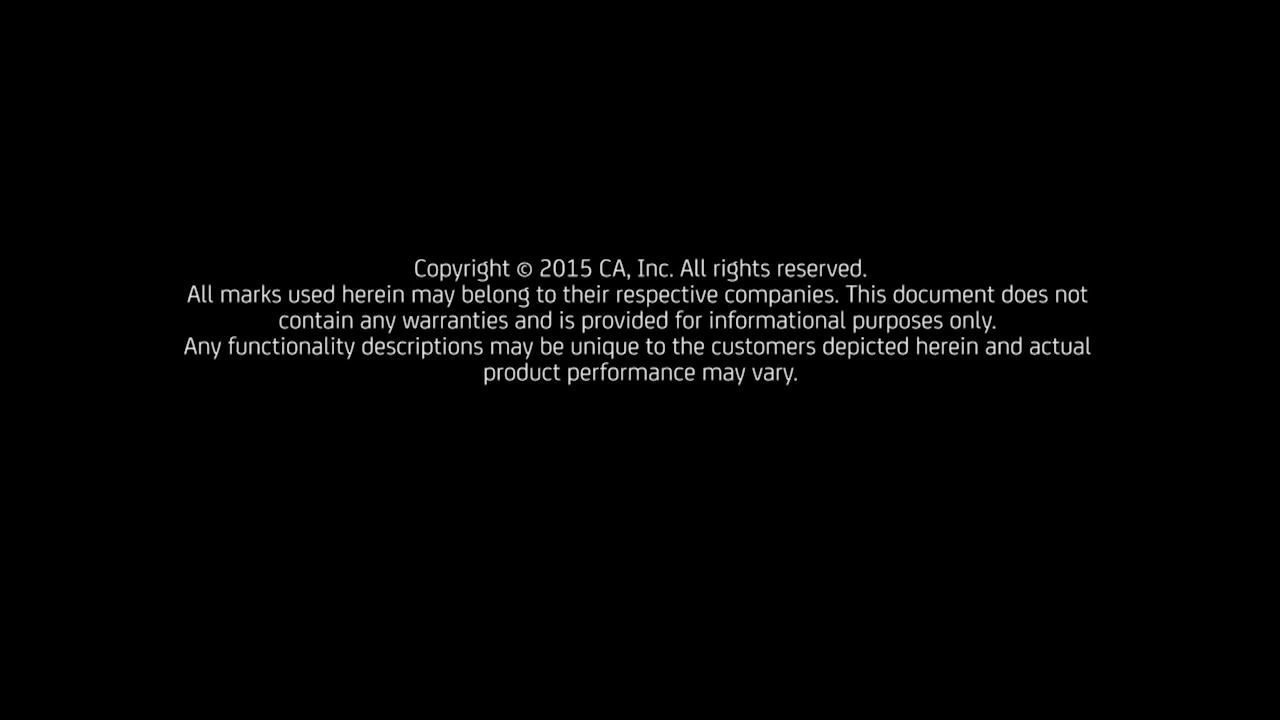 Copyright © 2015 CA, Inc. All rights reserved.
All marks used herein may belong to their respective companies. This document does not
contain any warranties and is provided for informational purposes only.
Any functionality descriptions may be unique to the customers depicted herein and actual
product performance may vary.